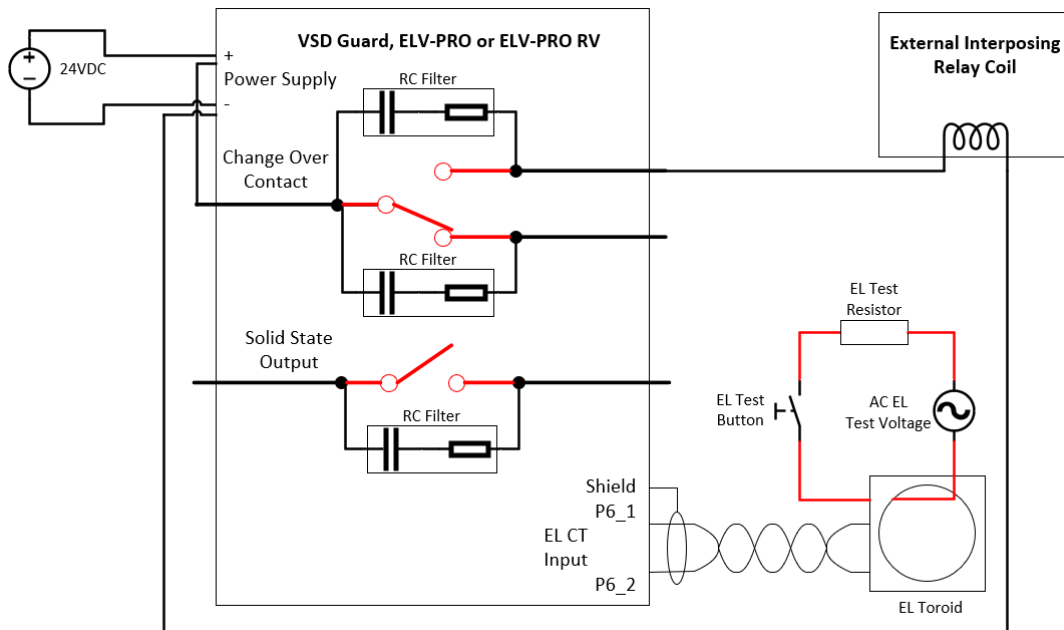 VSD Guard, ELV-PRO or ELV-PRO RV
External Interposing
Relay Coil
24VDC
+
Power Supply
-
RC Filter
Change Over
Contact
RC Filter
Solid State
Output
RC Filter
EL Test
Resistor
EL Test
Button
AC EL
Test Voltage
Shield
P6_1
EL CT
Input
P6_2
EL Toroid